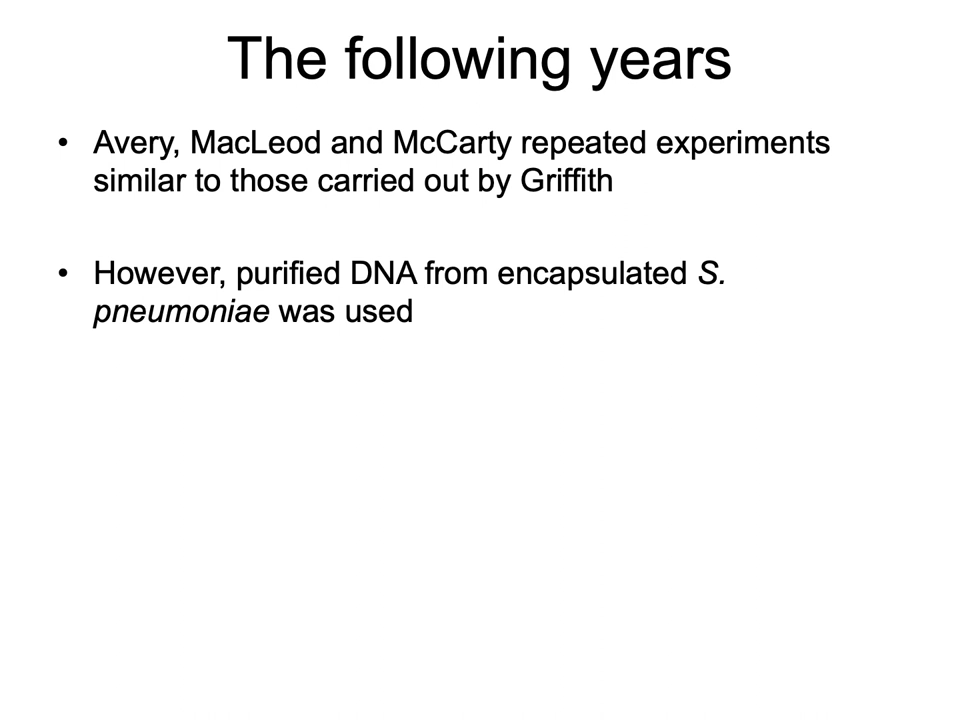 The following years
• Avery, MacLeod and McCarty repeated experiments
similar to those carried out by Griffith
• However, purified DNA from encapsulated S.
pneumoniae was used